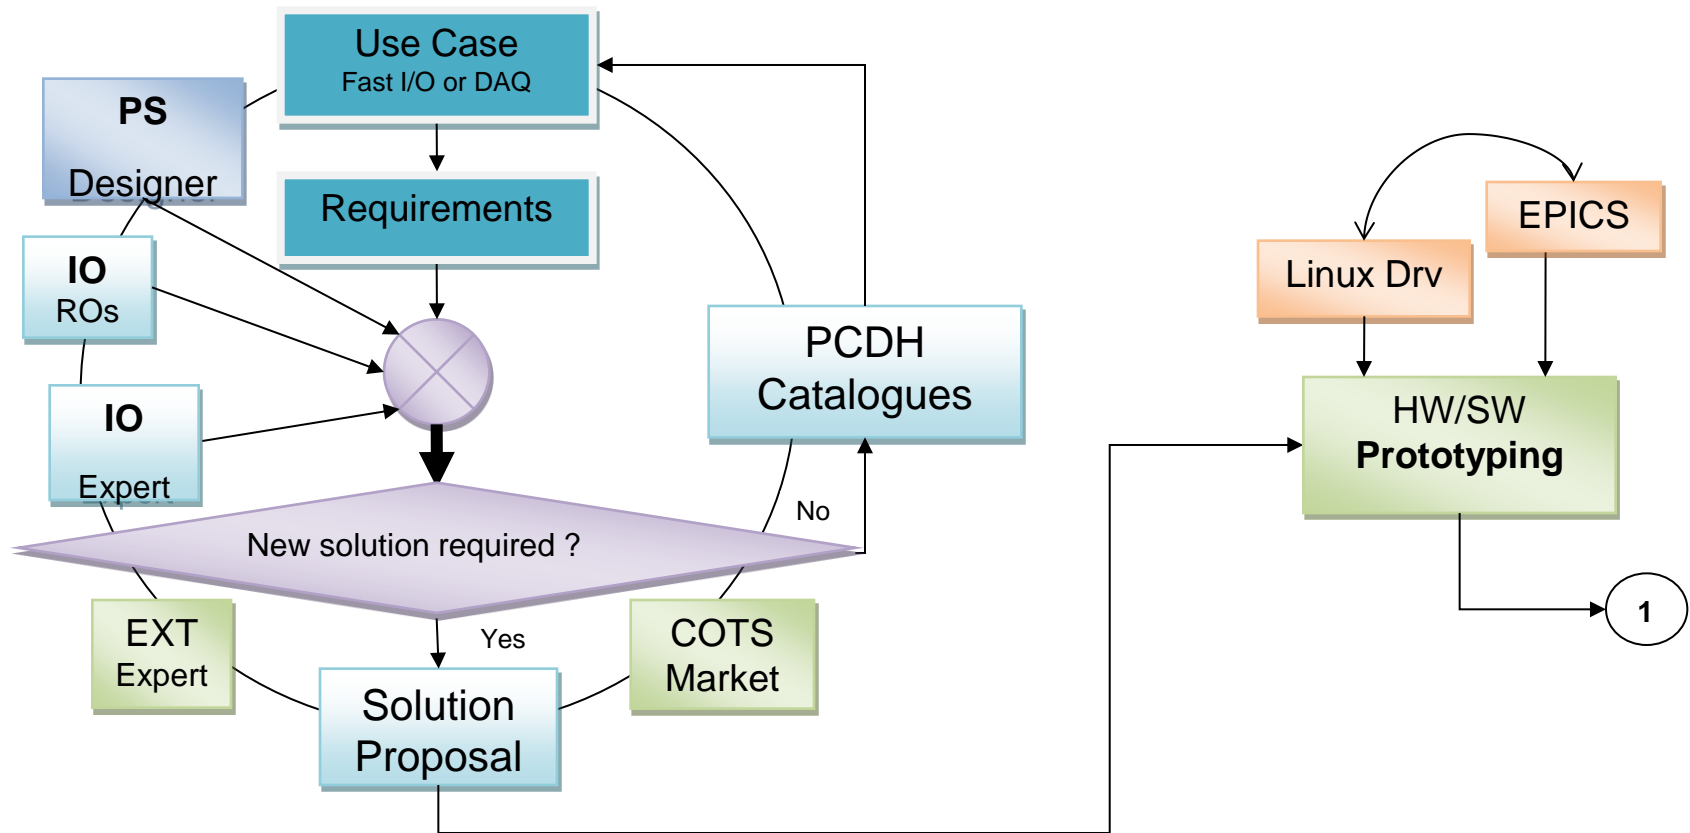 Use Case
Fast I/O or DAQ
PS
Designer
Requirements
IO
ROs
IO
Expert
PCDH
Catalogues
New solution required ?
No
Yes
EXT
Expert
COTS
Market
Solution
Proposal
EPICS
Linux Drv
HW/SW
Prototyping
1